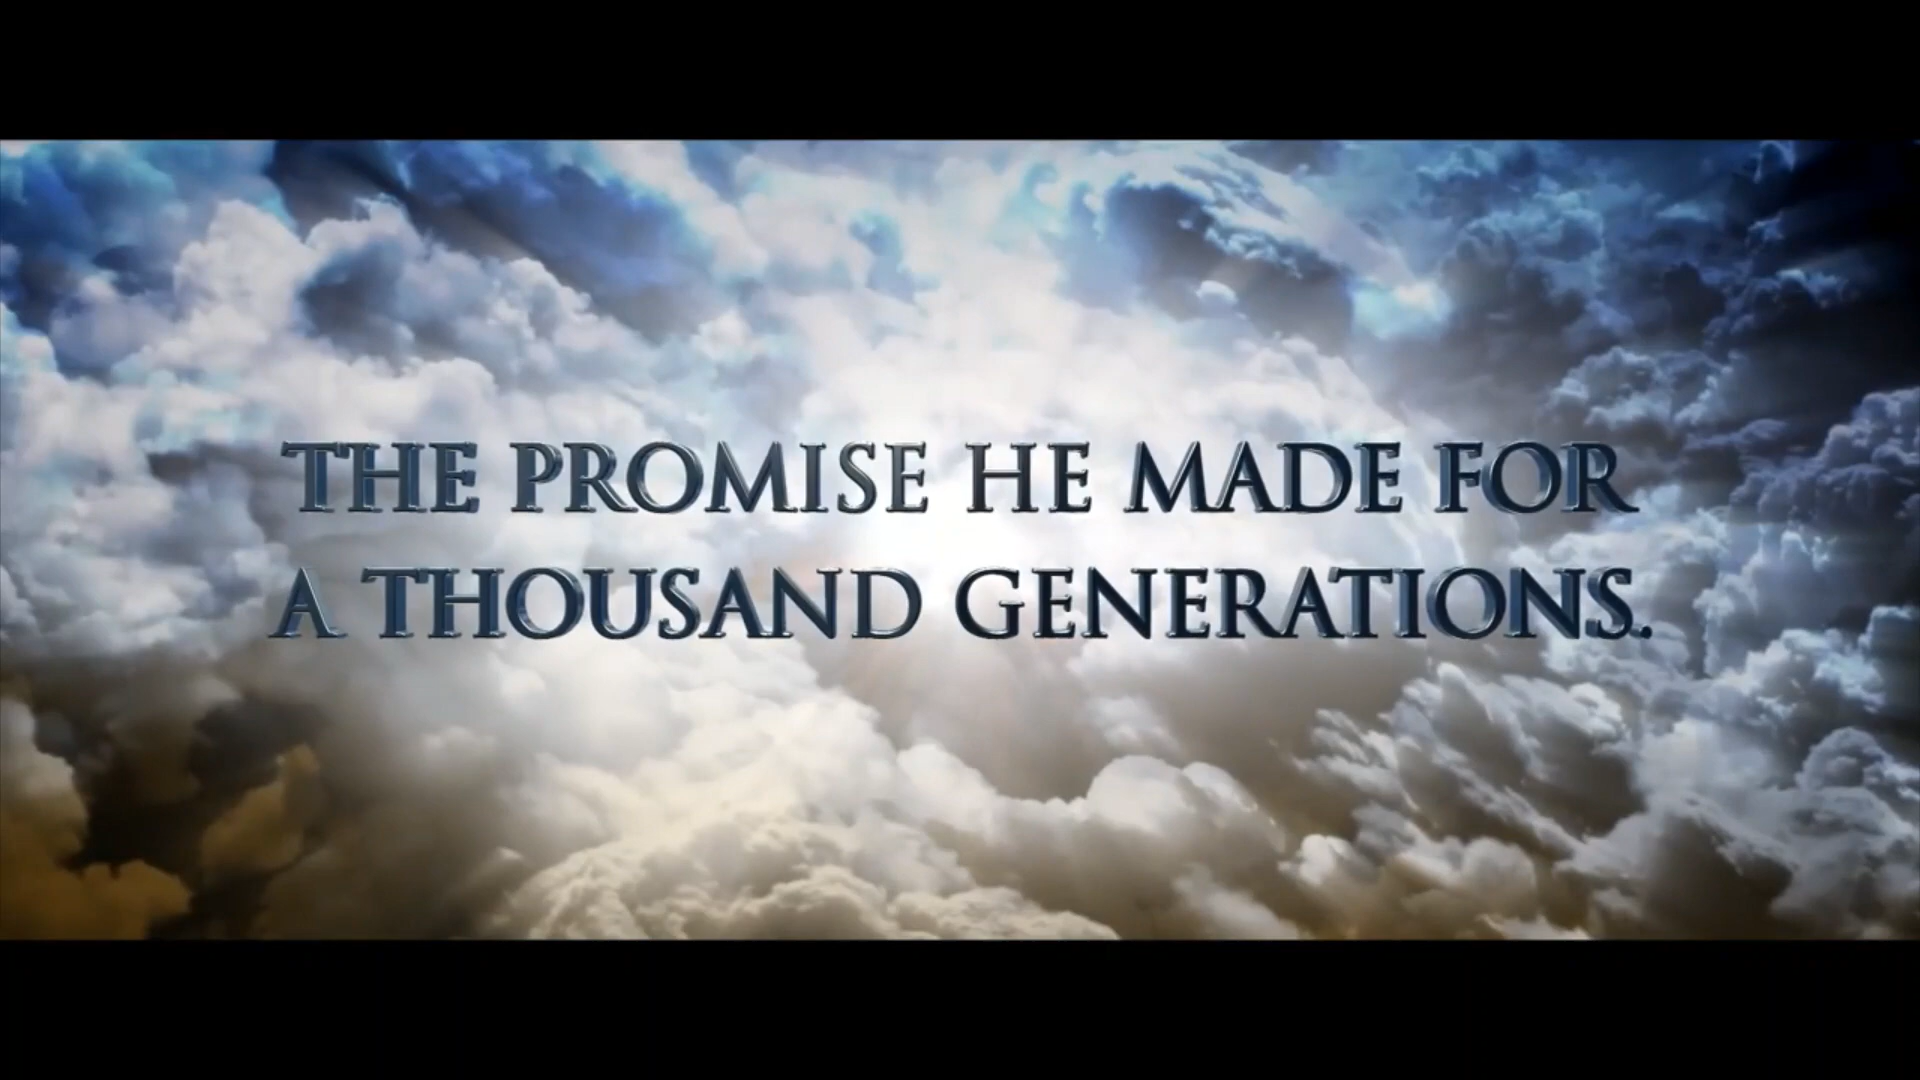 THE PROMISE HE MADE FOR
A THOUSAND GENERATIONS.